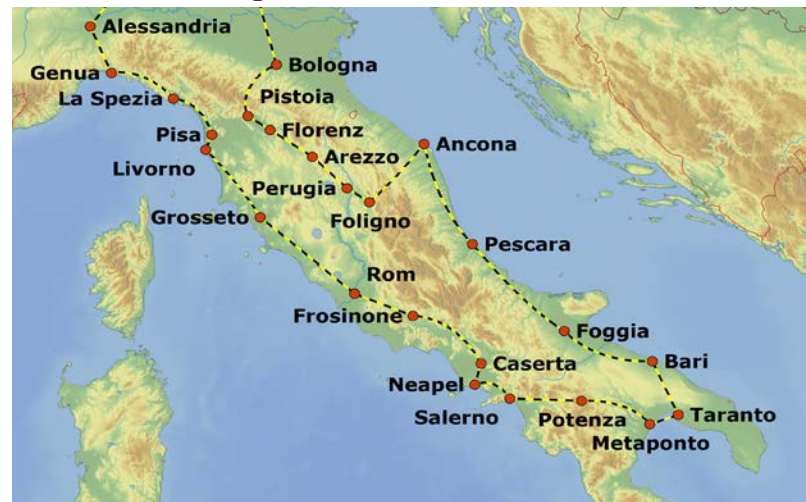 Alessandria
Genua
Bologna
La Spezia
Pistoia
Pisa
Florenz
Ancona
Livorno
Arezzo
Perugia
Grosseto
Foligno
Pescara
Rom
Frosinone
Foggia
Caserta
Bari
Neapel
Salerno
Potenza
Taranto
Metaponto